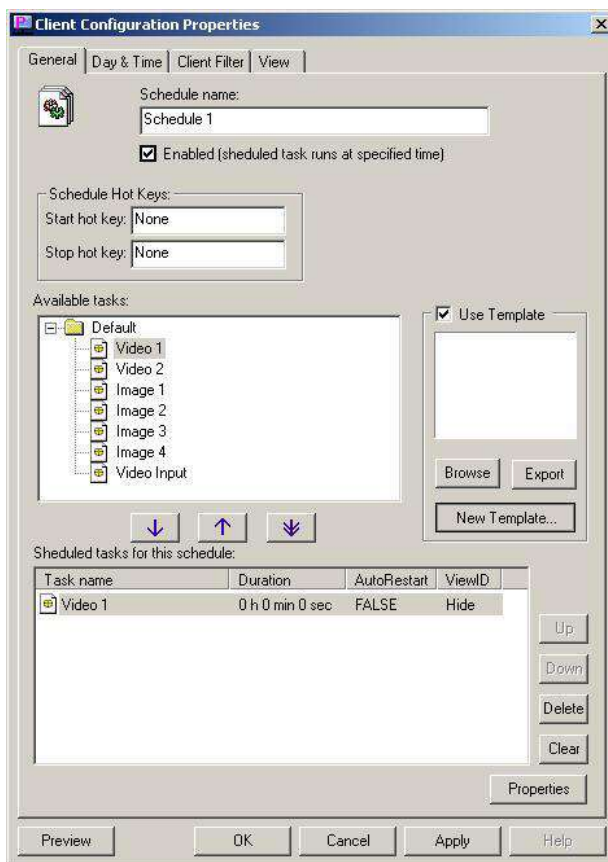 Client Configuration Properties
General Day & Time Client Filter View
Schedule name:
Schedule 1
Enabled (sheduled task runs at specified time)
Schedule Hot Keys:
Start hot key: None
Stop hot key: None
Available tasks:
Default
Video 1
Video 2
Image 1
Image 2
Image 3
Image 4
Video Input
Use Template
Browse Export
New Template...
Sheduled tasks for this schedule:
Task name Duration AutoRestart ViewID
Video 1 0 h 0 min 0 sec FALSE Hide
Up
Down
Delete
Clear
Properties
Preview OK Cancel Apply Help